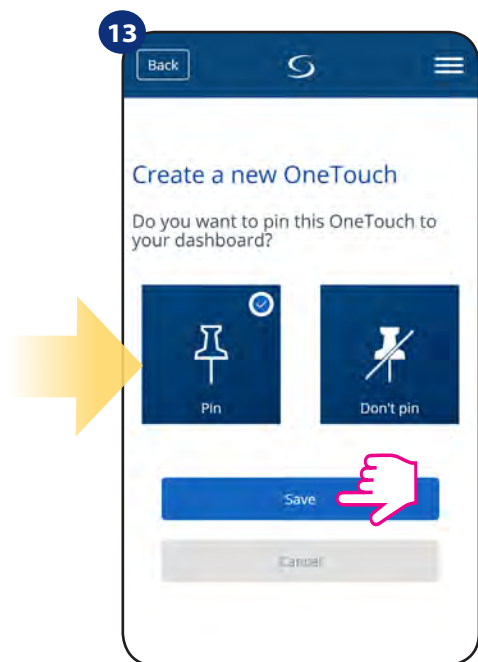 13
Back
Create a new OneTouch
Do you want to pin this OneTouch to
your dashboard?
Pin
Don't pin
Save
Cancel